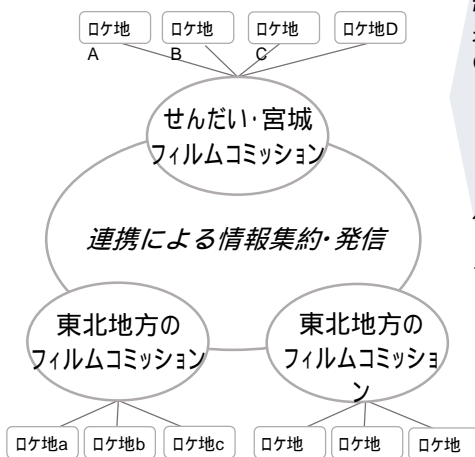 ロケ地
A
ロケ地
B
ロケ地
C
ロケ地D
せんだい・宮城
フィルムコミッション
連携による情報集約・発信
東北地方の
フィルムコミッション
東北地方の
フィルムコミッショ
ン
ロケ地a
ロケ地b
ロケ地c
ロケ地
ロケ地
ロケ地